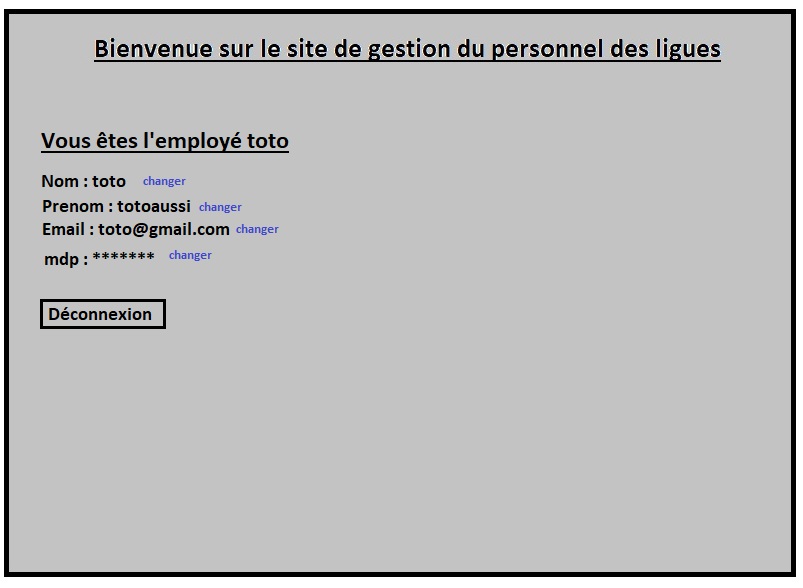 Bienvenue sur le site de gestion du personnel des ligues
Vous êtes l'employé toto
Nom : toto changer
Prenom : totoaussi changer
Email : toto@gmail.com changer
mdp : ******* changer
Déconnexion